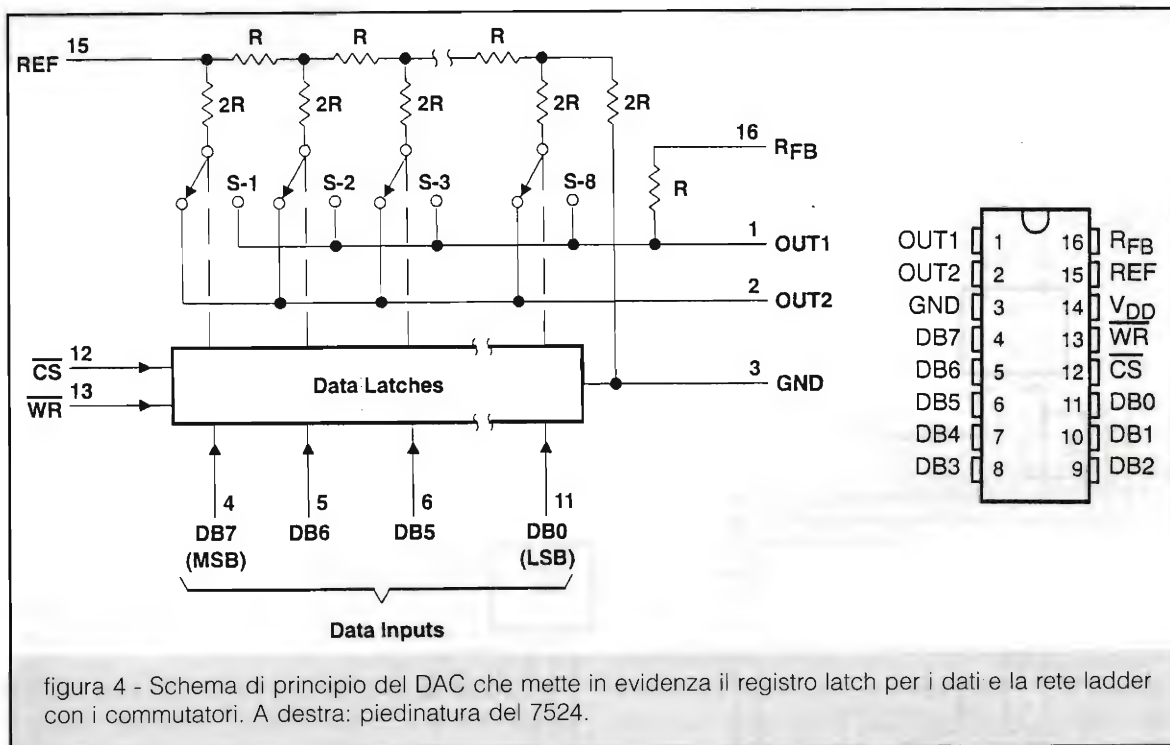 15
REF
R
R
R
2R
2R
2R
2R
2R
16
RFB
R
S-1
S-2
S-3
S-8
1
OUT1
2
OUT2
3
GND
CS 12
WR 13
Data Latches
4
5
6
11
DB7
(MSB)
DB6
DB5
DB0
(LSB)
Data Inputs
OUT1 1 16 RFB
OUT2 2 15 REF
GND 3 14 VDD
DB7 4 13 WR
DB6 5 12 CS
DB5 6 11 DB0
DB4 7 10 DB1
DB3 8 9 DB2
figura 4 - Schema di principio del DAC che mette in evidenza il registro latch per i dati e la rete ladder
con i commutatori. A destra: piedinatura del 7524.